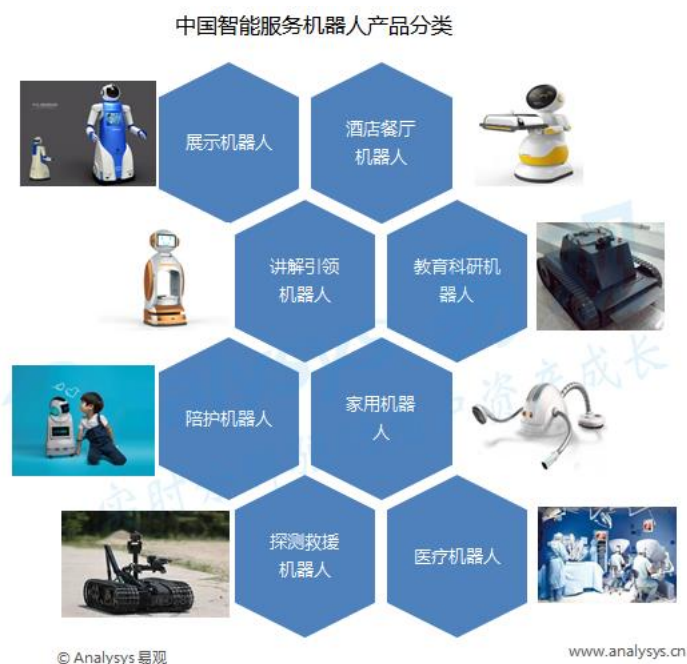 中国智能服务机器人产品分类
展示机器人
酒店餐厅
机器人
讲解引领
机器人
教育科研机
器人
陪护机器人
家用机器
人
探测救援
机器人
医疗机器人
© Analysys 易观
www.analysys.cn